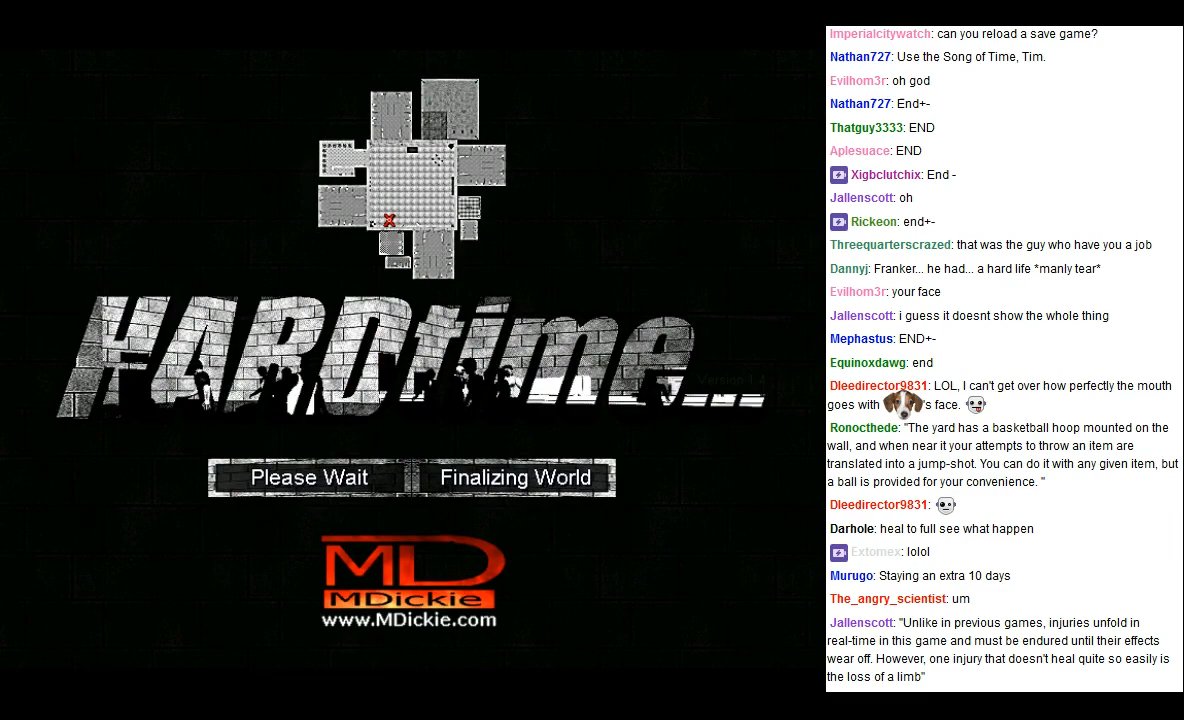 HARDtime...
Version 1.4
Please Wait
Finalizing World
MD
MDickie
www.MDickie.com
Imperialcitywatch: can you reload a save game?
Nathan727: Use the Song of Time, Tim.
Evilhom3r: oh god
Nathan727: End+-
Thatguy3333: END
Aplesuace: END
Xigbclutchix: End -
Jallenscott: oh
Rickeon: end+-
Threequarterscrazed: that was the guy who have you a job
Dannyj: Franker... he had... a hard life *manly tear*
Evilhom3r: your face
Jallenscott: i guess it doesnt show the whole thing
Mephastus: END+-
Equinoxdawg: end
Dleedirector9831: LOL, I can't get over how perfectly the mouth
goes with 's face.
Ronocthede: "The yard has a basketball hoop mounted on the
wall, and when near it your attempts to throw an item are
translated into a jump-shot. You can do it with any given item, but
a ball is provided for your convenience. "
Dleedirector9831:
Darhole: heal to full see what happen
Extomex: lolol
Murugo: Staying an extra 10 days
The_angry_scientist: um
Jallenscott: "Unlike in previous games, injuries unfold in
real-time in this game and must be endured until their effects
wear off. However, one injury that doesn't heal quite so easily is
the loss of a limb"